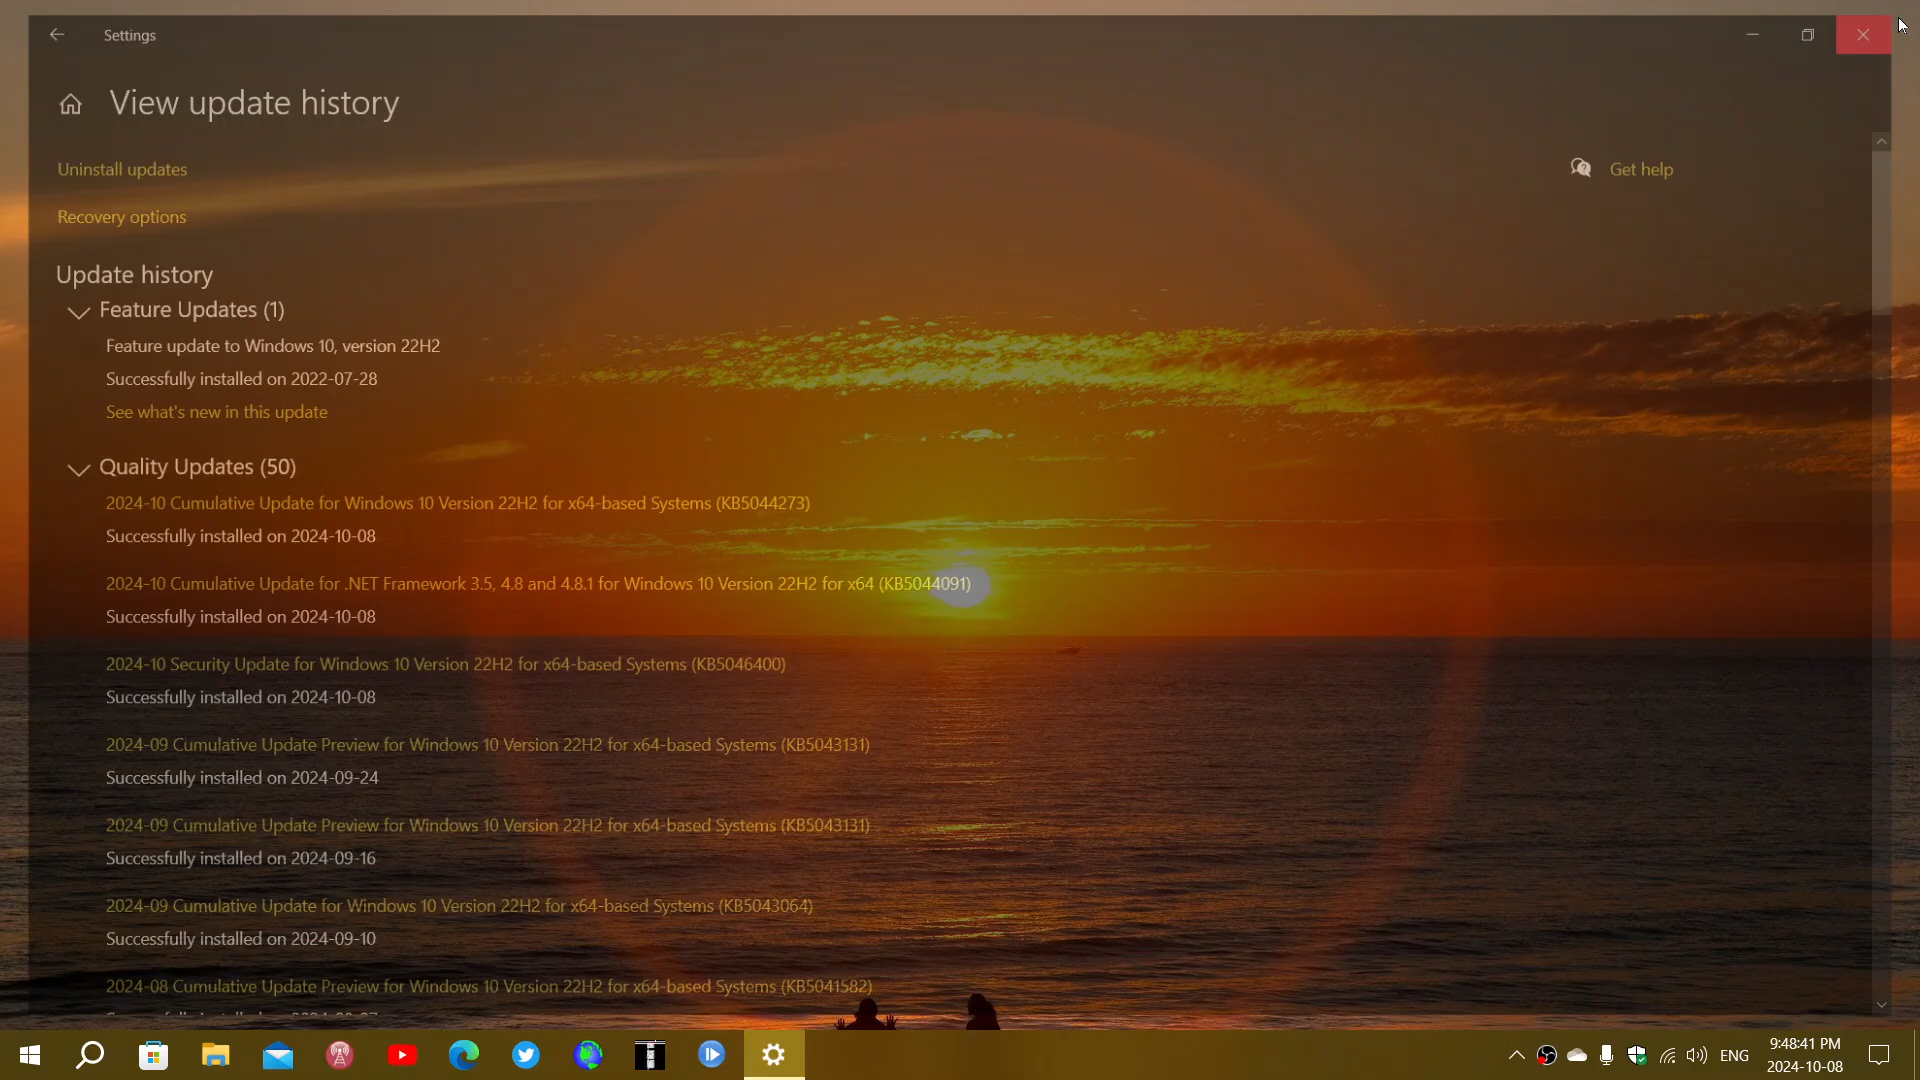 Settings
View update history
Uninstall updates
Get help
Recovery options
Update history
Feature Updates (1)
Feature update to Windows 10, version 22H2
Successfully installed on 2022-07-28
See what's new in this update
Quality Updates (50)
2024-10 Cumulative Update for Windows 10 Version 22H2 for x64-based Systems (KB5044273)
Successfully installed on 2024-10-08
2024-10 Cumulative Update for .NET Framework 3.5, 4.8 and 4.8.1 for Windows 10 Version 22H2 for x64 (KB5044091)
Successfully installed on 2024-10-08
2024-10 Security Update for Windows 10 Version 22H2 for x64-based Systems (KB5046400)
Successfully installed on 2024-10-08
2024-09 Cumulative Update Preview for Windows 10 Version 22H2 for x64-based Systems (KB5043131)
Successfully installed on 2024-09-24
2024-09 Cumulative Update Preview for Windows 10 Version 22H2 for x64-based Systems (KB5043131)
Successfully installed on 2024-09-16
2024-09 Cumulative Update for Windows 10 Version 22H2 for x64-based Systems (KB5043064)
Successfully installed on 2024-09-10
2024-08 Cumulative Update Preview for Windows 10 Version 22H2 for x64-based Systems (KB5041582)
ENG
9:48:41 PM
2024-10-08